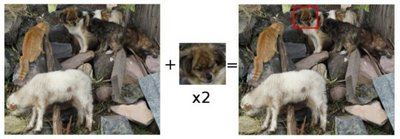 + =
x2